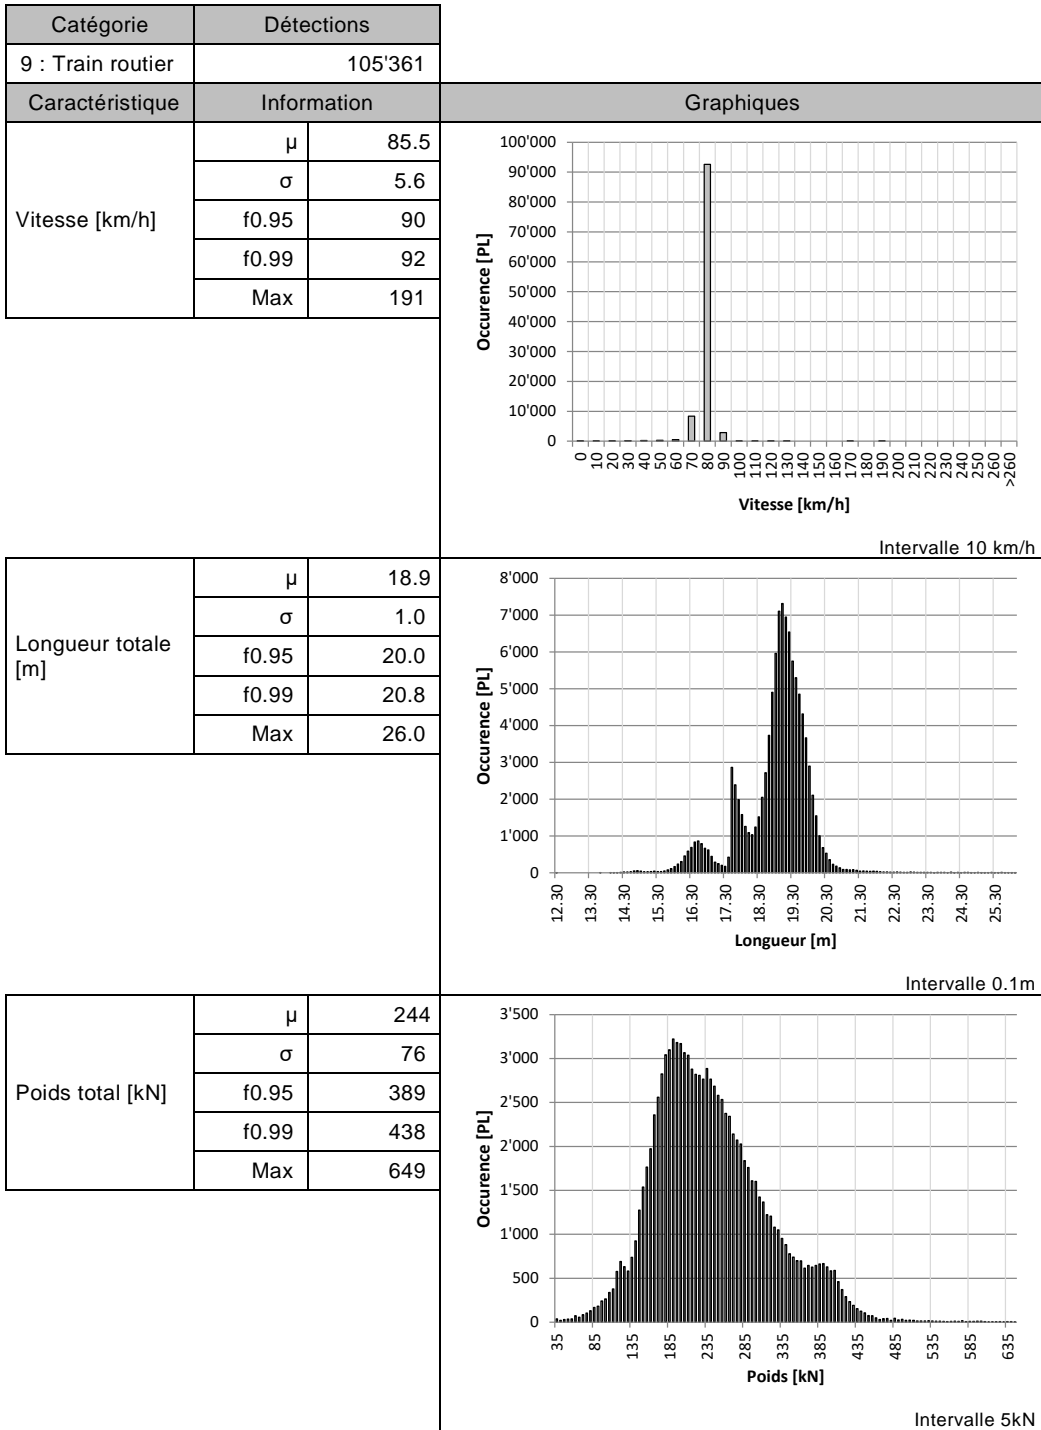 Catégorie Détections
9 : Train routier 105'361
Caractéristique Information Graphiques
Vitesse [km/h]
µ 85.5
σ 5.6
f0.95 90
f0.99 92
Max 191
100'000
90'000
80'000
70'000
60'000
50'000
40'000
30'000
20'000
10'000
0
Occurence [PL]
0 10 20 30 40 50 60 70 80 90 100 110 120 130 140 150 160 170 180 190 200 210 220 230 240 250 260 >260
Vitesse [km/h]
Intervalle 10 km/h
Longueur totale
[m]
µ 18.9
σ 1.0
f0.95 20.0
f0.99 20.8
Max 26.0
8'000
7'000
6'000
5'000
4'000
3'000
2'000
1'000
0
Occurence [PL]
12.30 13.30 14.30 15.30 16.30 17.30 18.30 19.30 20.30 21.30 22.30 23.30 24.30 25.30
Longueur [m]
Intervalle 0.1m
Poids total [kN]
µ 244
σ 76
f0.95 389
f0.99 438
Max 649
3'500
3'000
2'500
2'000
1'500
1'000
500
0
Occurence [PL]
35 85 135 185 235 285 335 385 435 485 535 585 635
Poids [kN]
Intervalle 5kN